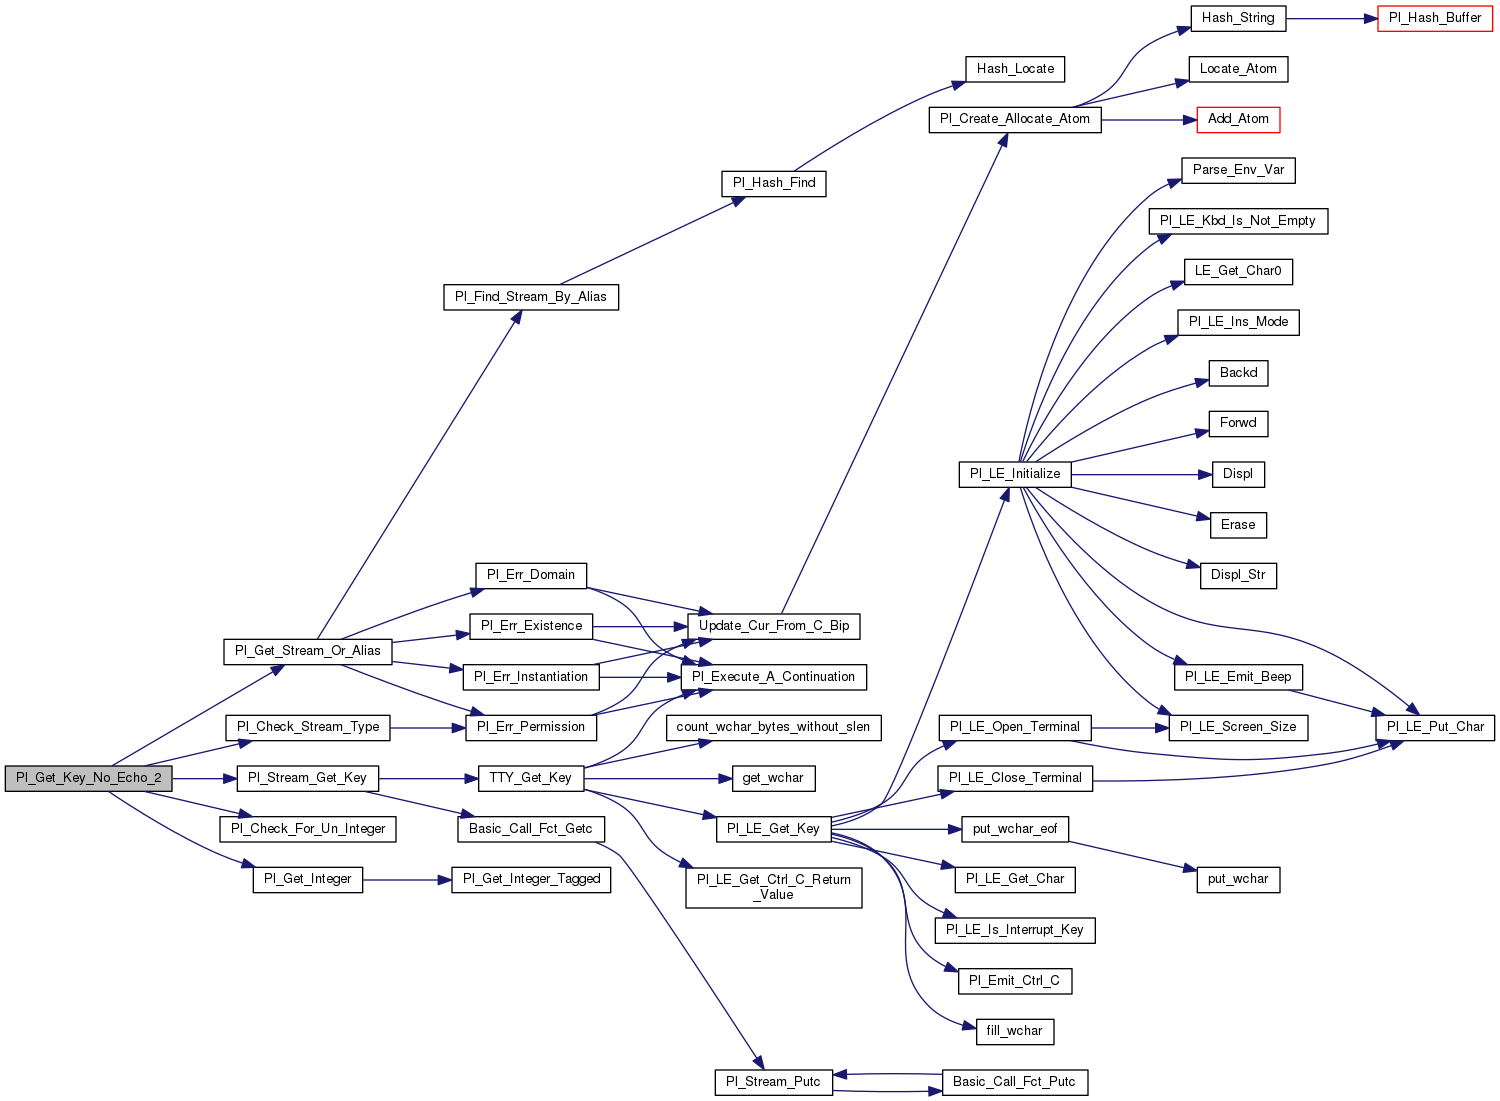 Hash_String
Pl_Hash_Buffer
Hash_Locate
Locate_Atom
Pl_Create_Allocate_Atom
Add_Atom
Parse_Env_Var
Pl_Hash_Find
Pl_LE_Kbd_Is_Not_Empty
LE_Get_Char0
Pl_Find_Stream_By_Alias
Pl_LE_Ins_Mode
Backd
Forwd
Pl_LE_Initialize
Displ
Erase
Pl_Err_Domain
Displ_Str
Pl_Err_Existence
Update_Cur_From_C_Bip
Pl_Get_Stream_Or_Alias
Pl_Err_Instantiation
Pl_Execute_A_Continuation
Pl_LE_Emit_Beep
Pl_Check_Stream_Type
Pl_Err_Permission
count_wchar_bytes_without_slen
Pl_LE_Open_Terminal
Pl_LE_Screen_Size
Pl_LE_Put_Char
Pl_Get_Key_No_Echo_2
Pl_Stream_Get_Key
TTY_Get_Key
get_wchar
Pl_LE_Close_Terminal
Pl_Check_For_Un_Integer
Basic_Call_Fct_Getc
Pl_LE_Get_Key
put_wchar_eof
Pl_Get_Integer
Pl_Get_Integer_Tagged
Pl_LE_Get_Ctrl_C_Return
_Value
Pl_LE_Get_Char
put_wchar
Pl_LE_Is_Interrupt_Key
Pl_Emit_Ctrl_C
fill_wchar
Pl_Stream_Putc
Basic_Call_Fct_Putc